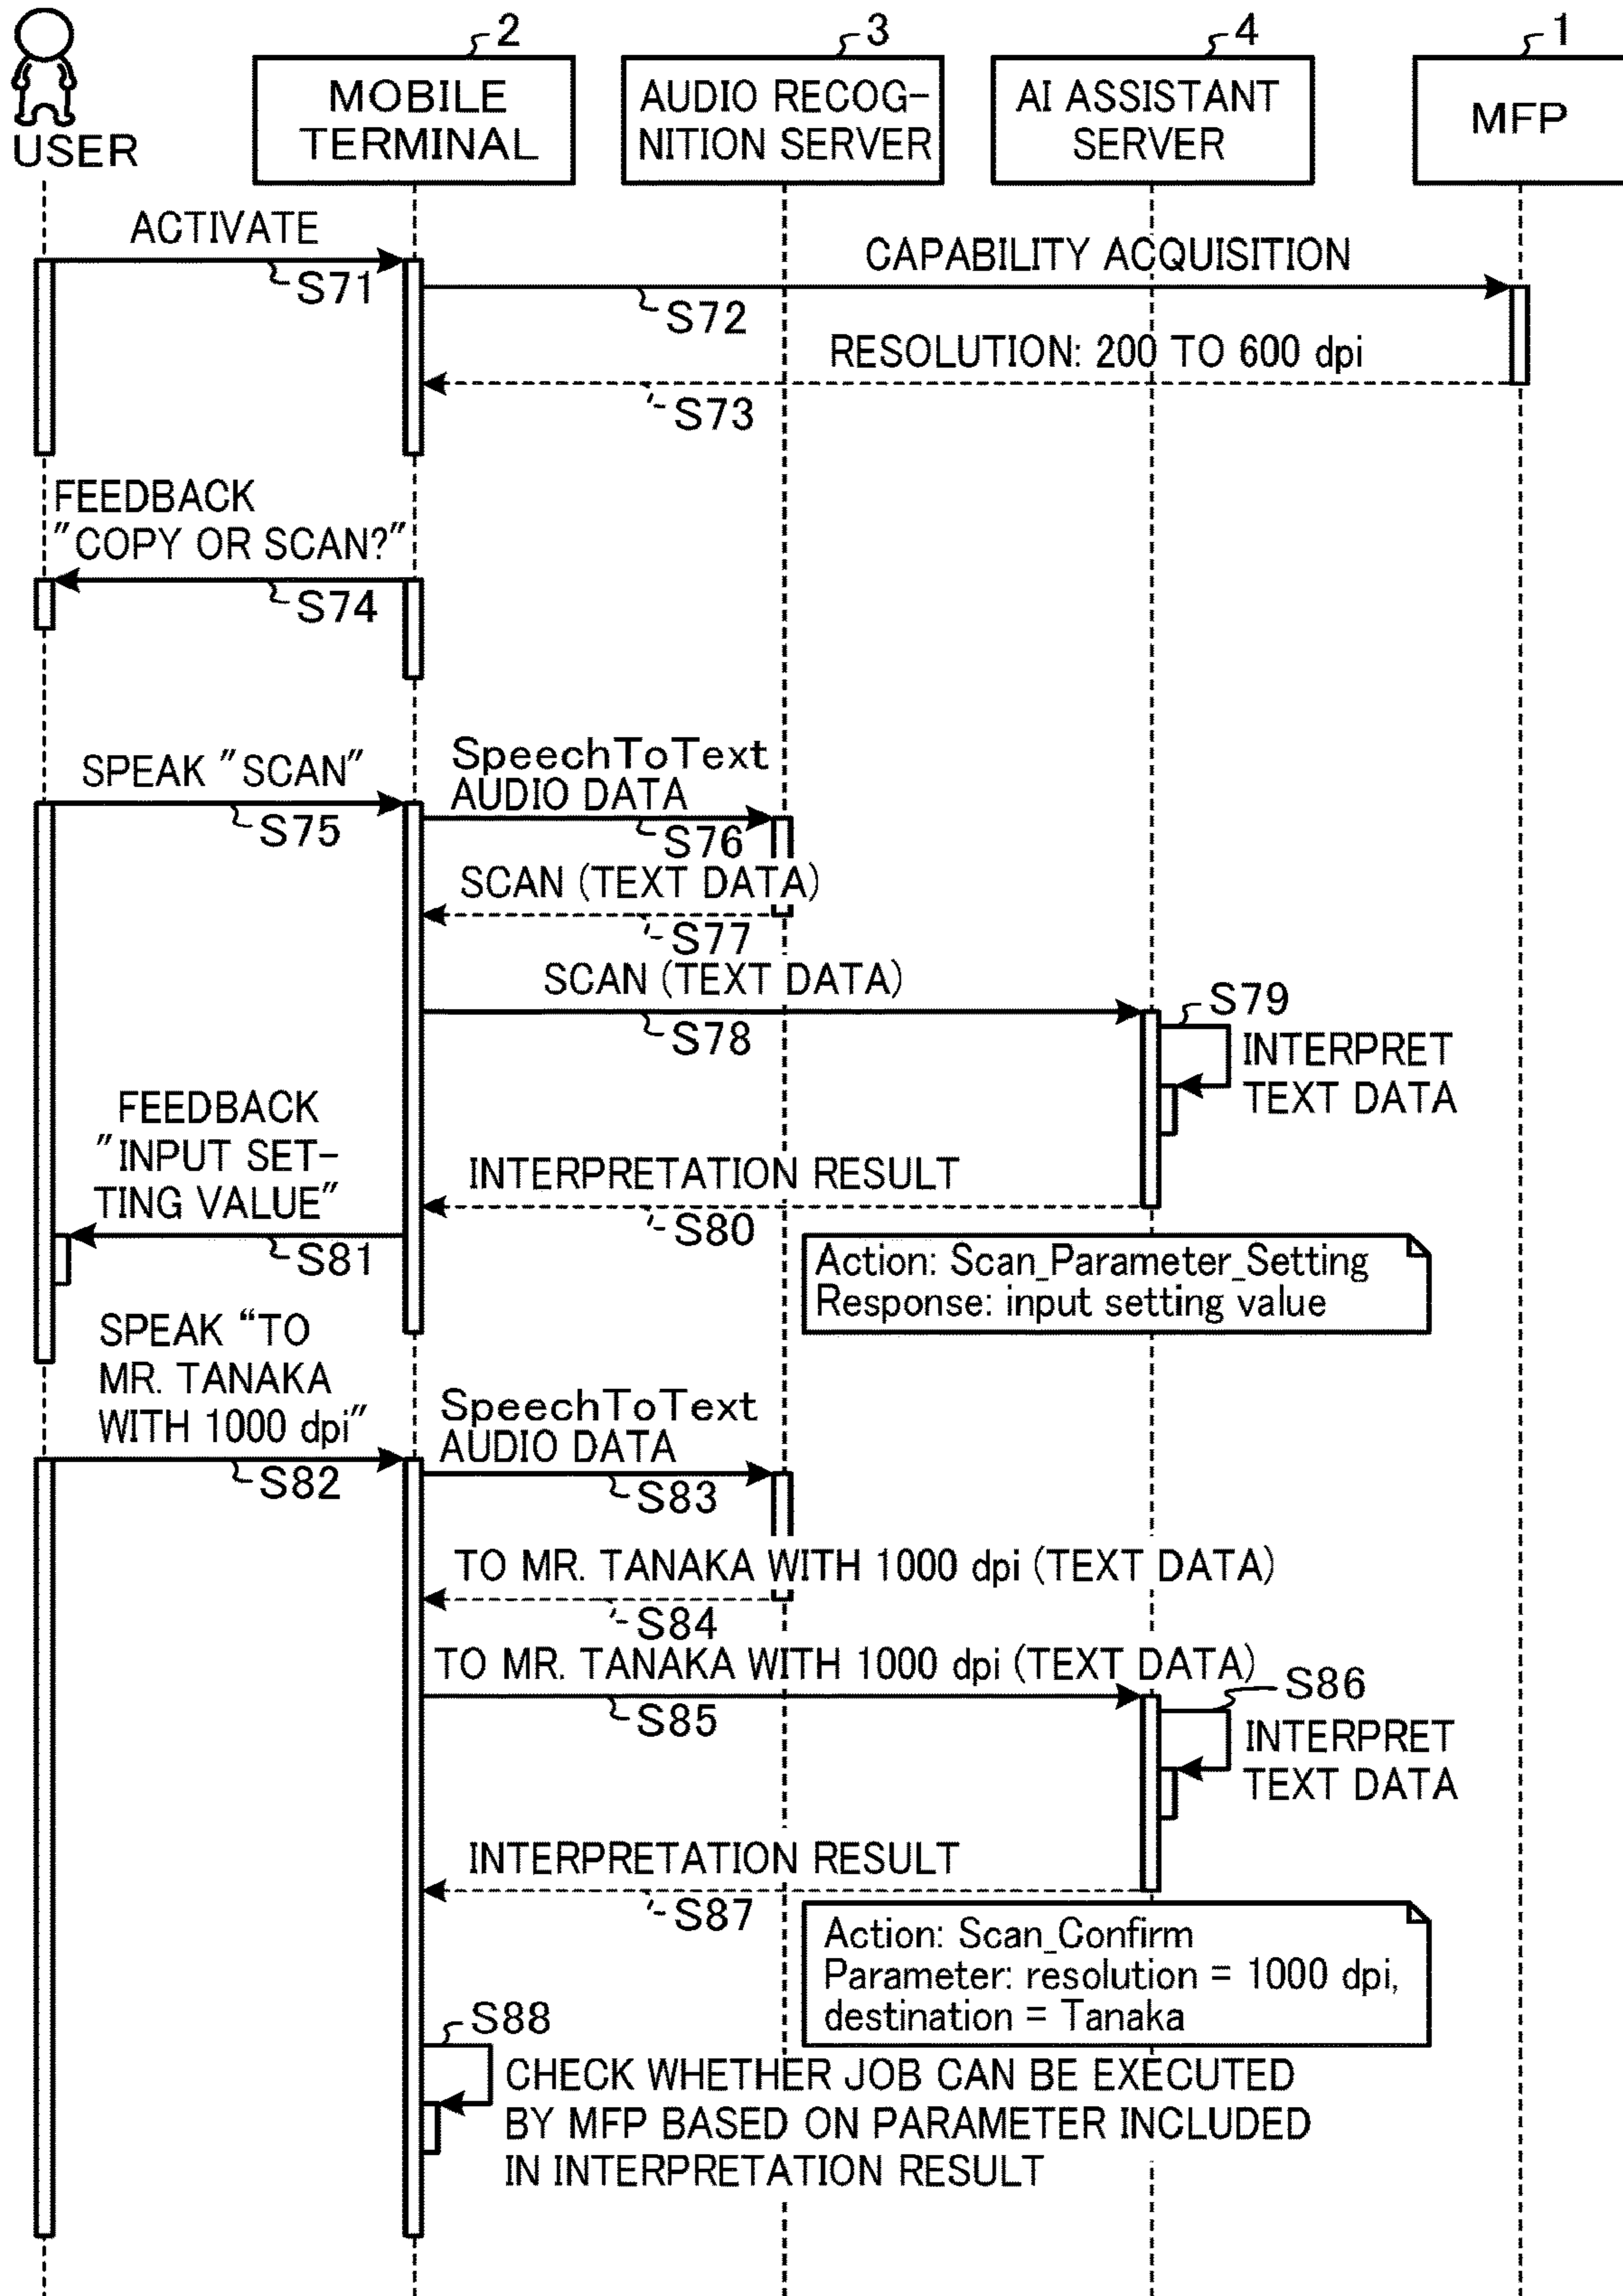 2
3
4
1
USER
MOBILE
TERMINAL
AUDIO RECOG-
NITION SERVER
AI ASSISTANT
SERVER
MFP
ACTIVATE
S71
CAPABILITY ACQUISITION
S72
RESOLUTION: 200 TO 600 dpi
S73
FEEDBACK
"COPY OR SCAN?"
S74
SPEAK "SCAN"
S75
SpeechToText
AUDIO DATA
S76
SCAN (TEXT DATA)
S77
SCAN (TEXT DATA)
S78
S79
INTERPRET
TEXT DATA
INTERPRETATION RESULT
S80
FEEDBACK
"INPUT SET-
TING VALUE"
S81
Action: Scan_Parameter_Setting
Response: input setting value
SPEAK “TO
MR. TANAKA
WITH 1000 dpi"
S82
SpeechToText
AUDIO DATA
S83
TO MR. TANAKA WITH 1000 dpi (TEXT DATA)
S84
TO MR. TANAKA WITH 1000 dpi (TEXT DATA)
S85
S86
INTERPRET
TEXT DATA
INTERPRETATION RESULT
S87
Action: Scan_Confirm
Parameter: resolution = 1000 dpi,
destination = Tanaka
S88
CHECK WHETHER JOB CAN BE EXECUTED
BY MFP BASED ON PARAMETER INCLUDED
IN INTERPRETATION RESULT